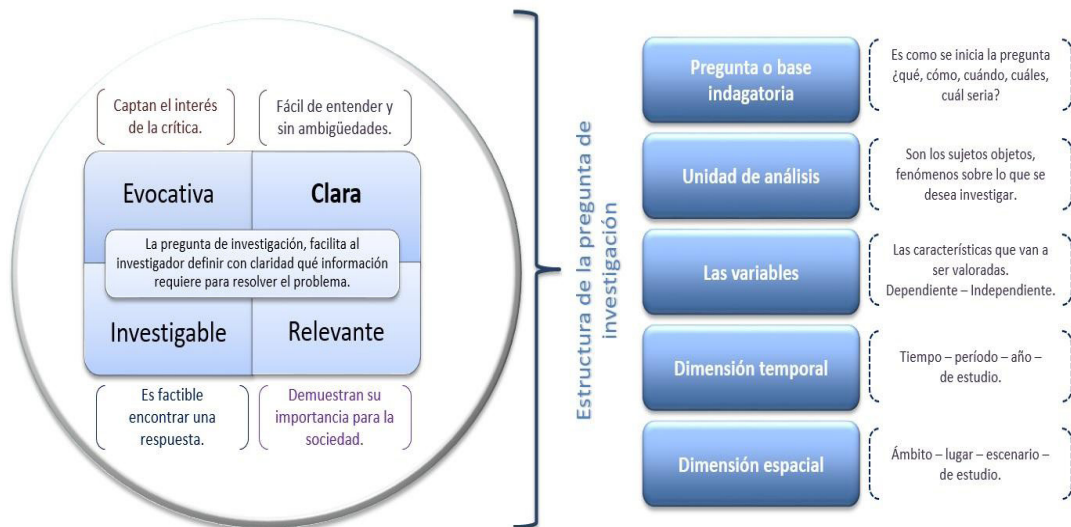 Captan el interés
de la crítica.
Fácil de entender y
sin ambigüedades.
Evocativa
Clara
La pregunta de investigación, facilita al
investigador definir con claridad qué información
requiere para resolver el problema.
Investigable
Relevante
Es factible
encontrar una
respuesta.
Demuestran su
importancia para la
sociedad.
Estructura de la pregunta de
investigación
Pregunta o base
indagatoria
Es como se inicia la pregunta
¿qué, cómo, cuándo, cuáles,
cuál seria?
Unidad de análisis
Son los sujetos objetos,
fenómenos sobre lo que se
desea investigar.
Las variables
Las características que van a
ser valoradas.
Dependiente – Independiente.
Dimensión temporal
Tiempo – período – año –
de estudio.
Dimensión espacial
Ámbito – lugar – escenario –
de estudio.